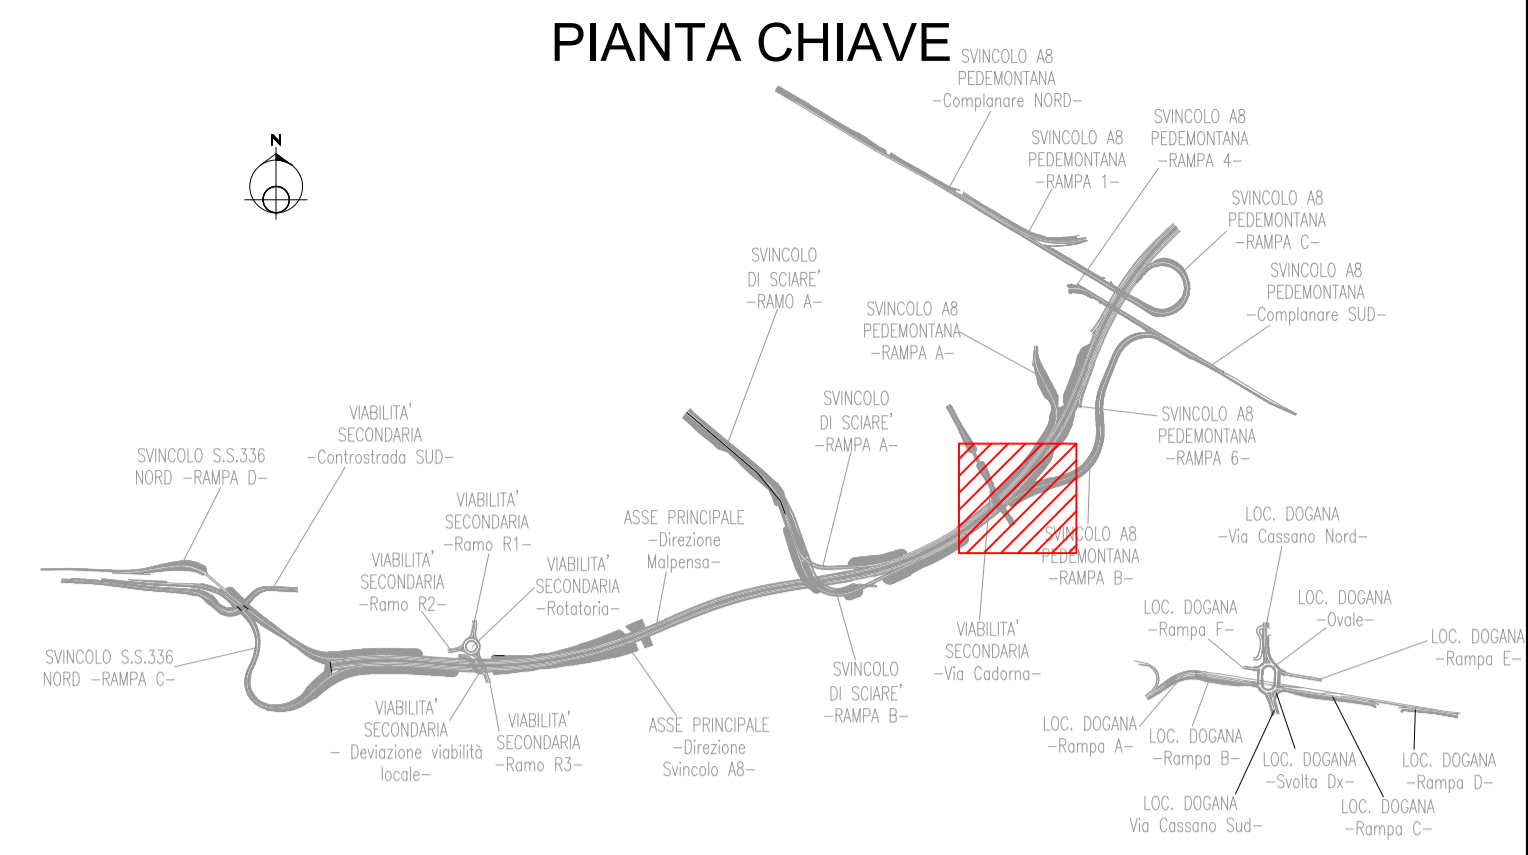 PIANTA CHIAVE
SVINCOLO A8
PEDEMONTANA
-Complanare NORD-
SVINCOLO A8
PEDEMONTANA
-RAMPA 4-
SVINCOLO A8
PEDEMONTANA
-RAMPA 1-
N
SVINCOLO A8
PEDEMONTANA
-RAMPA C-
SVINCOLO
DI SCIARE'
-RAMO A-
SVINCOLO A8
PEDEMONTANA
-Complanare SUD-
SVINCOLO A8
PEDEMONTANA
-RAMPA A-
SVINCOLO
DI SCIARE'
-RAMPA A-
SVINCOLO A8
PEDEMONTANA
-RAMPA 6-
VIABILITA'
SECONDARIA
-Controstrada SUD-
SVINCOLO S.S.336
NORD -RAMPA D-
VIABILITA'
SECONDARIA
-Ramo R1-
ASSE PRINCIPALE
-Direzione
Malpensa-
VIABILITA'
SECONDARIA
-Ramo R2-
VIABILITA'
SECONDARIA
-Rotatoria-
SVINCOLO A8
PEDEMONTANA
-RAMPA B-
LOC. DOGANA
-Via Cassano Nord-
LOC. DOGANA
-Rampa F-
LOC. DOGANA
-Ovale-
LOC. DOGANA
-Rampa E-
VIABILITA'
SECONDARIA
-Via Cadorna-
SVINCOLO S.S.336
NORD -RAMPA C-
SVINCOLO
DI SCIARE'
-RAMPA B-
VIABILITA'
SECONDARIA
- Deviazione viabilità
locale-
VIABILITA'
SECONDARIA
-Ramo R3-
ASSE PRINCIPALE
-Direzione
Svincolo A8-
LOC. DOGANA
-Rampa A-
LOC. DOGANA
-Rampa B-
LOC. DOGANA
-Svolta Dx-
LOC. DOGANA
-Rampa D-
LOC. DOGANA
Via Cassano Sud-
LOC. DOGANA
-Rampa C-